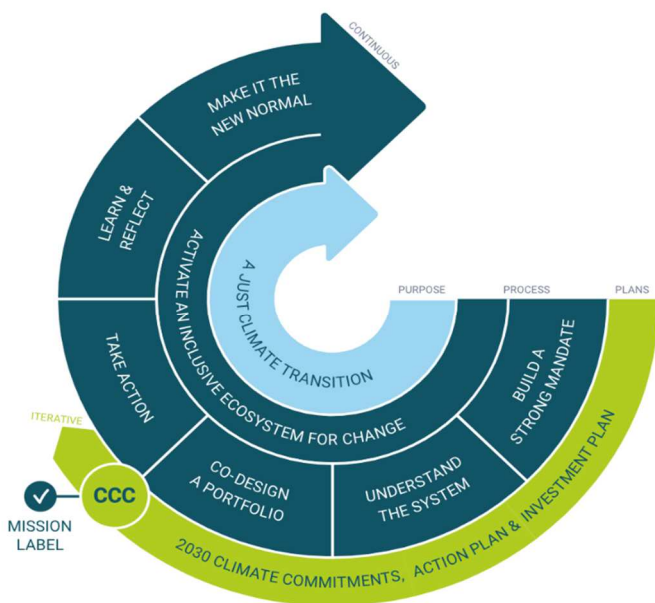 CONTINUOUS
MAKE IT THE
NEW NORMAL
LEARN &
REFLECT
ACTIVATE AN INCLUSIVE ECOSYSTEM FOR CHANGE
A JUST CLIMATE TRANSITION
PURPOSE
PROCESS
PLANS
BUILD A
STRONG MANDATE
TAKE ACTION
ITERATIVE
UNDERSTAND
THE SYSTEM
CO-DESIGN
A PORTFOLIO
CCC
MISSION
LABEL
2030 CLIMATE COMMITMENTS, ACTION PLAN & INVESTMENT PLAN